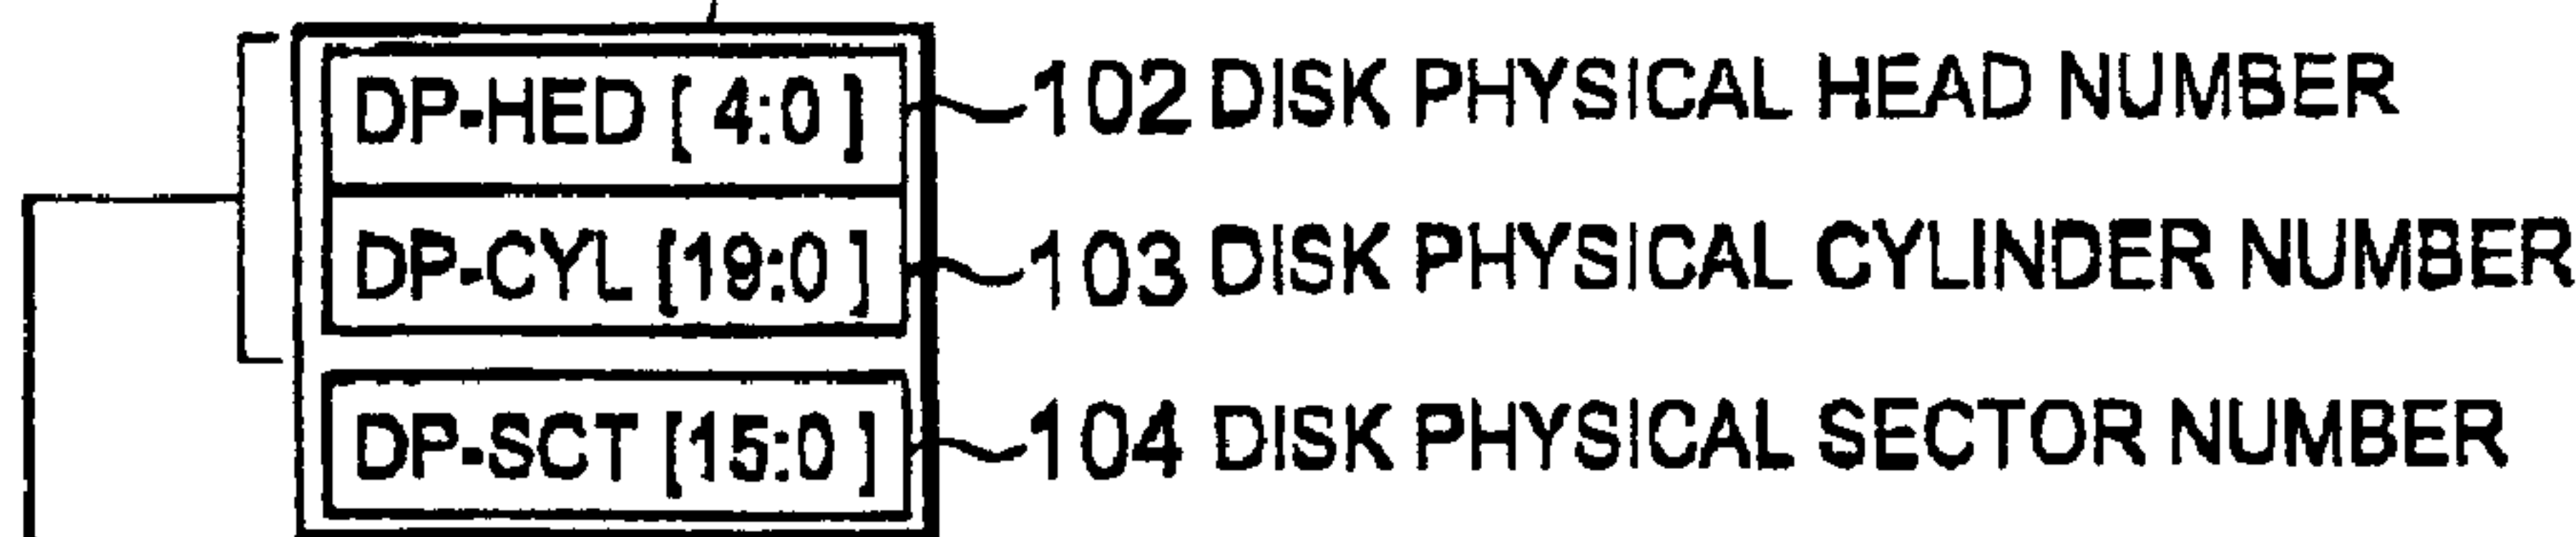 DP-HED [ 4:0 ] 102 DISK PHYSICAL HEAD NUMBER
DP-CYL [19:0 ] 103 DISK PHYSICAL CYLINDER NUMBER
DP-SCT [15:0 ] 104 DISK PHYSICAL SECTOR NUMBER